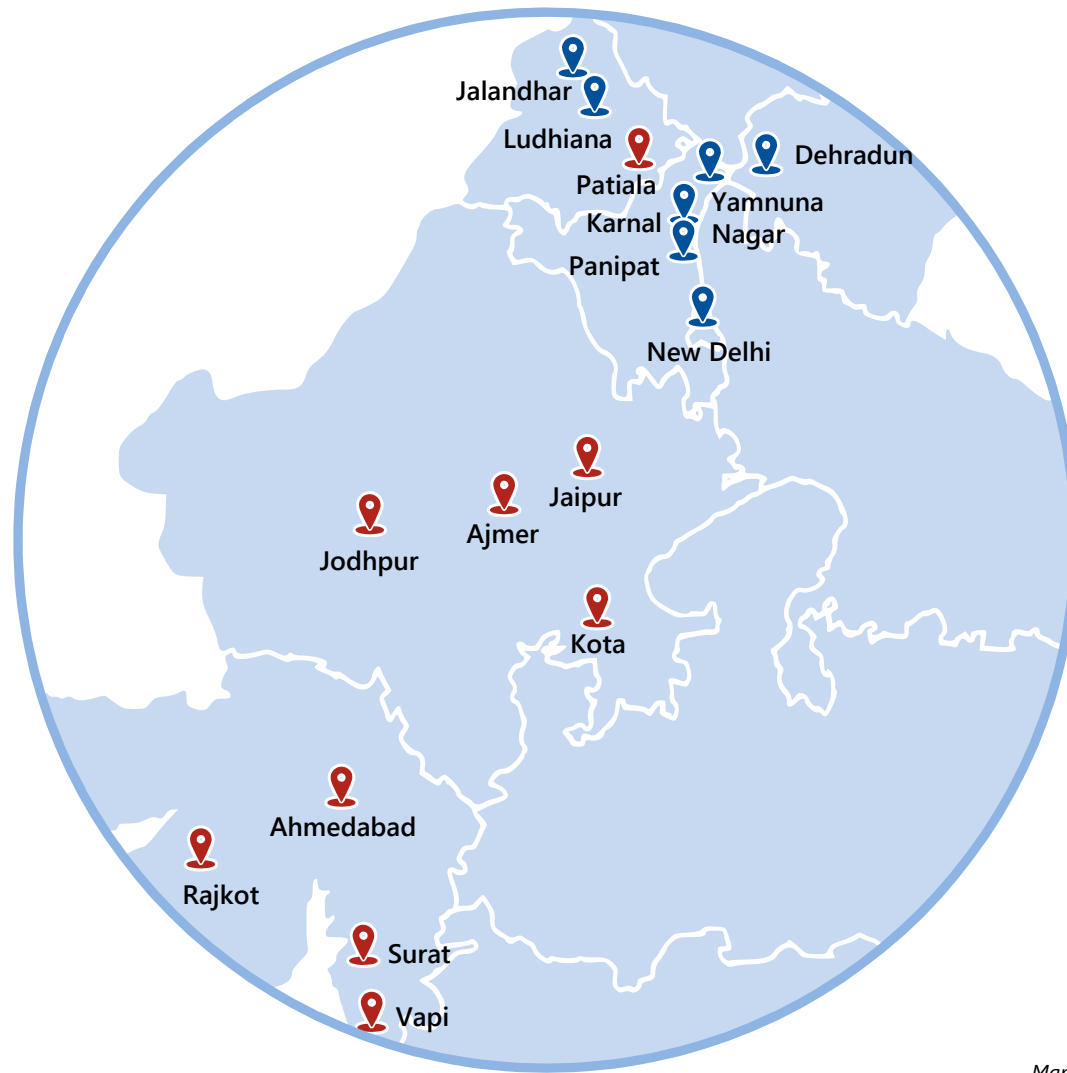 Jalandhar
Ludhiana
Dehradun
Patiala
Yamnuna
Karnal
Nagar
Panipat
New Delhi
Jaipur
Ajmer
Jodhpur
Kota
Ahmedabad
Rajkot
Surat
Vapi